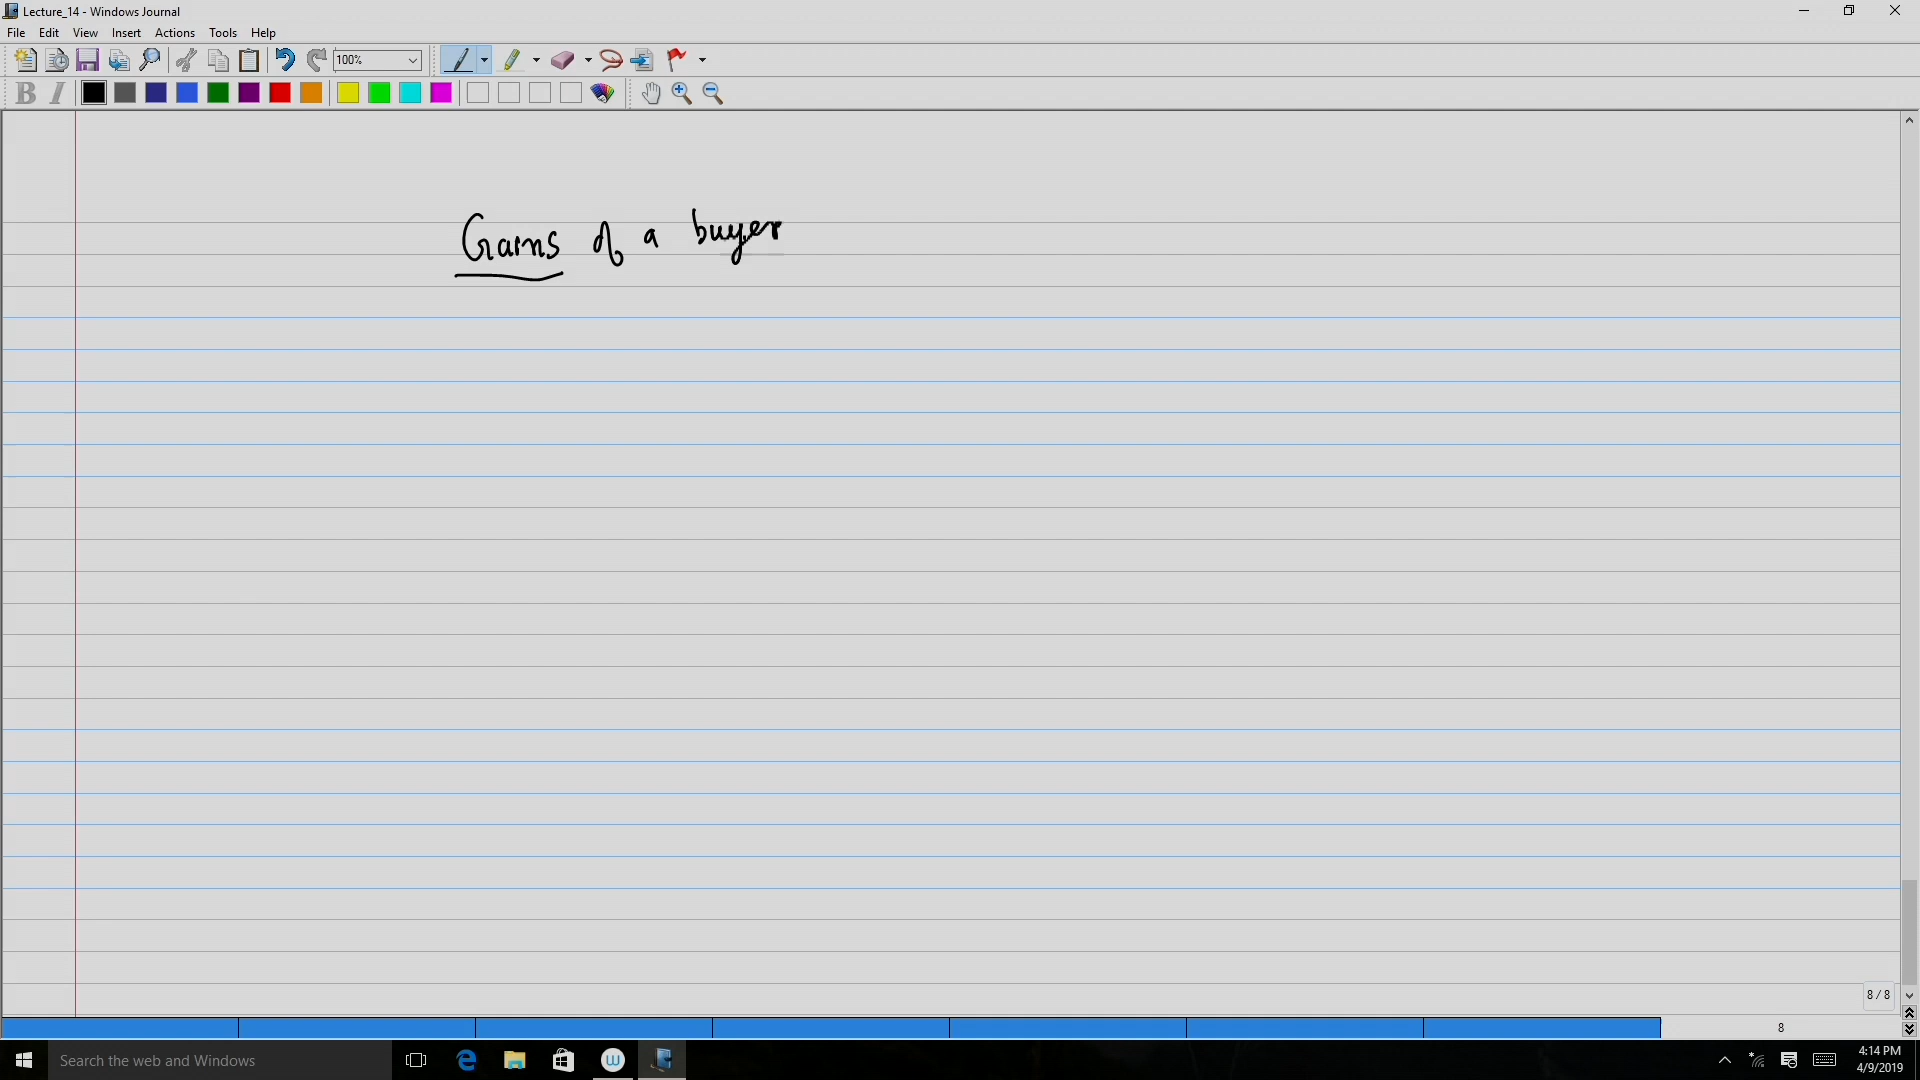 Lecture_14 - Windows Journal
File Edit View Insert Actions Tools Help
100%
B I
Gains of a buyer
8 / 8
8
Search the web and Windows
4:14 PM
4/9/2019